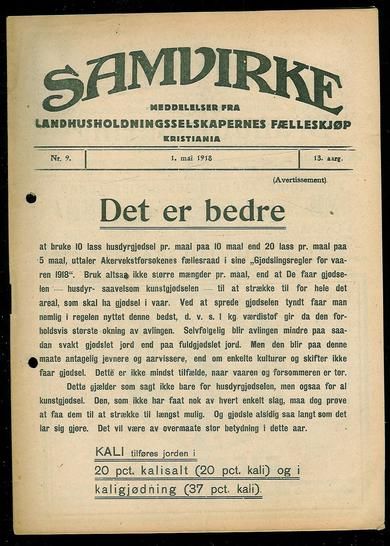 SAMVIRKE
MEDDELELSER FRA
LANDHUSHOLDNINGSSELSKAPERNES FÆLLESKJØP
KRISTIANIA
Nr. 9. 1. mai 1918 13. aarg.
(Avertissement).
Det er bedre
at bruke 10 lass husdyrgjødsel pr. maal paa 10 maal end 20 lass pr. maal paa
5 maal, uttaler Akervekstforsøkenes fællesraad i sine „Gjødslingsregler for vaa-
ren 1918". Bruk altsaa ikke større mængder pr. maal, end at De faar gjødse-
len — husdyr- saavelsom kunstgjødselen — til at strække til for hele det
areal, som skal ha gjødsel i vaar. Ved at sprede gjødselen tyndt faar man
nemlig i regelen nyttet denne bedst, d. v. s. 1 kg værdistof gir da den for-
holdsvis største økning av avlingen. Selvfølgelig blir avlingen mindre paa saa-
dan svakt gjødslet jord end paa fuldgjødslet jord. Men den blir paa denne
maate antagelig jevnere og aarvissere, end om enkelte kulturer og skifter ikke
faar gjødsel. Dette er ikke mindst tilfælde, naar vaaren og forsommeren er tør.
Dette gjælder som sagt ikke bare for husdyrgjødselen, men ogsaa for al
kunstgjødsel. Den, som ikke har faat nok av hvert enkelt slag, maa dog prøve
at faa dem til at strække til længst mulig. Og gjødsle alsidig saa langt som det
lar sig gjøre. Det vil være av overmaate stor betydning i dette aar.
KALI tilføres jorden i
20 pct. kalisalt (20 pct. kali) og i
kaligjødning (37 pct. kali).